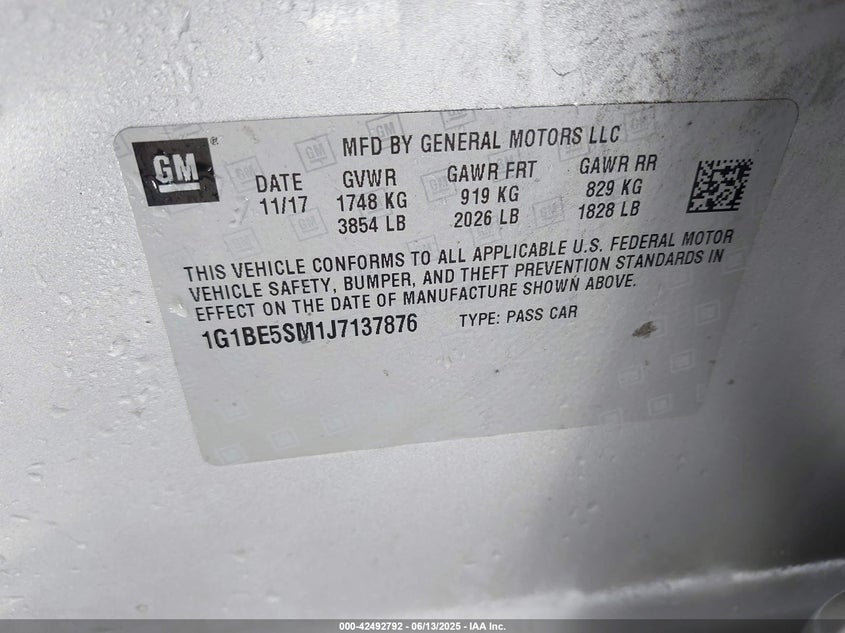 GM
MFD BY GENERAL MOTORS LLC
DATE GVWR GAWR FRT GAWR RR
11/17 1748 KG 919 KG 829 KG
3854 LB 2026 LB 1828 LB
THIS VEHICLE CONFORMS TO ALL APPLICABLE U.S. FEDERAL MOTOR
VEHICLE SAFETY, BUMPER, AND THEFT PREVENTION STANDARDS IN
EFFECT ON THE DATE OF MANUFACTURE SHOWN ABOVE.
1G1BE5SM1J7137876 TYPE: PASS CAR
000-42492792 - 06/13/2025 - IAA Inc.